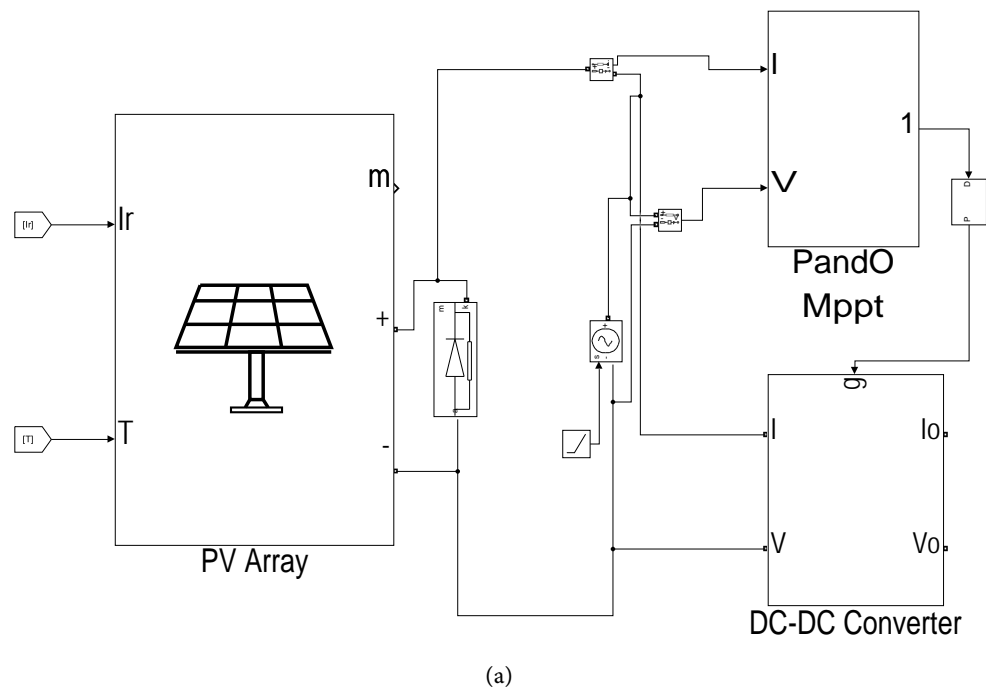 [Ir]
[T]
Ir
T
m
+
-
PV Array
m
k
a
+
-
s
+
-
I
V
1
PandO
Mppt
D
P
g
I
V
Io
Vo
DC-DC Converter
(a)